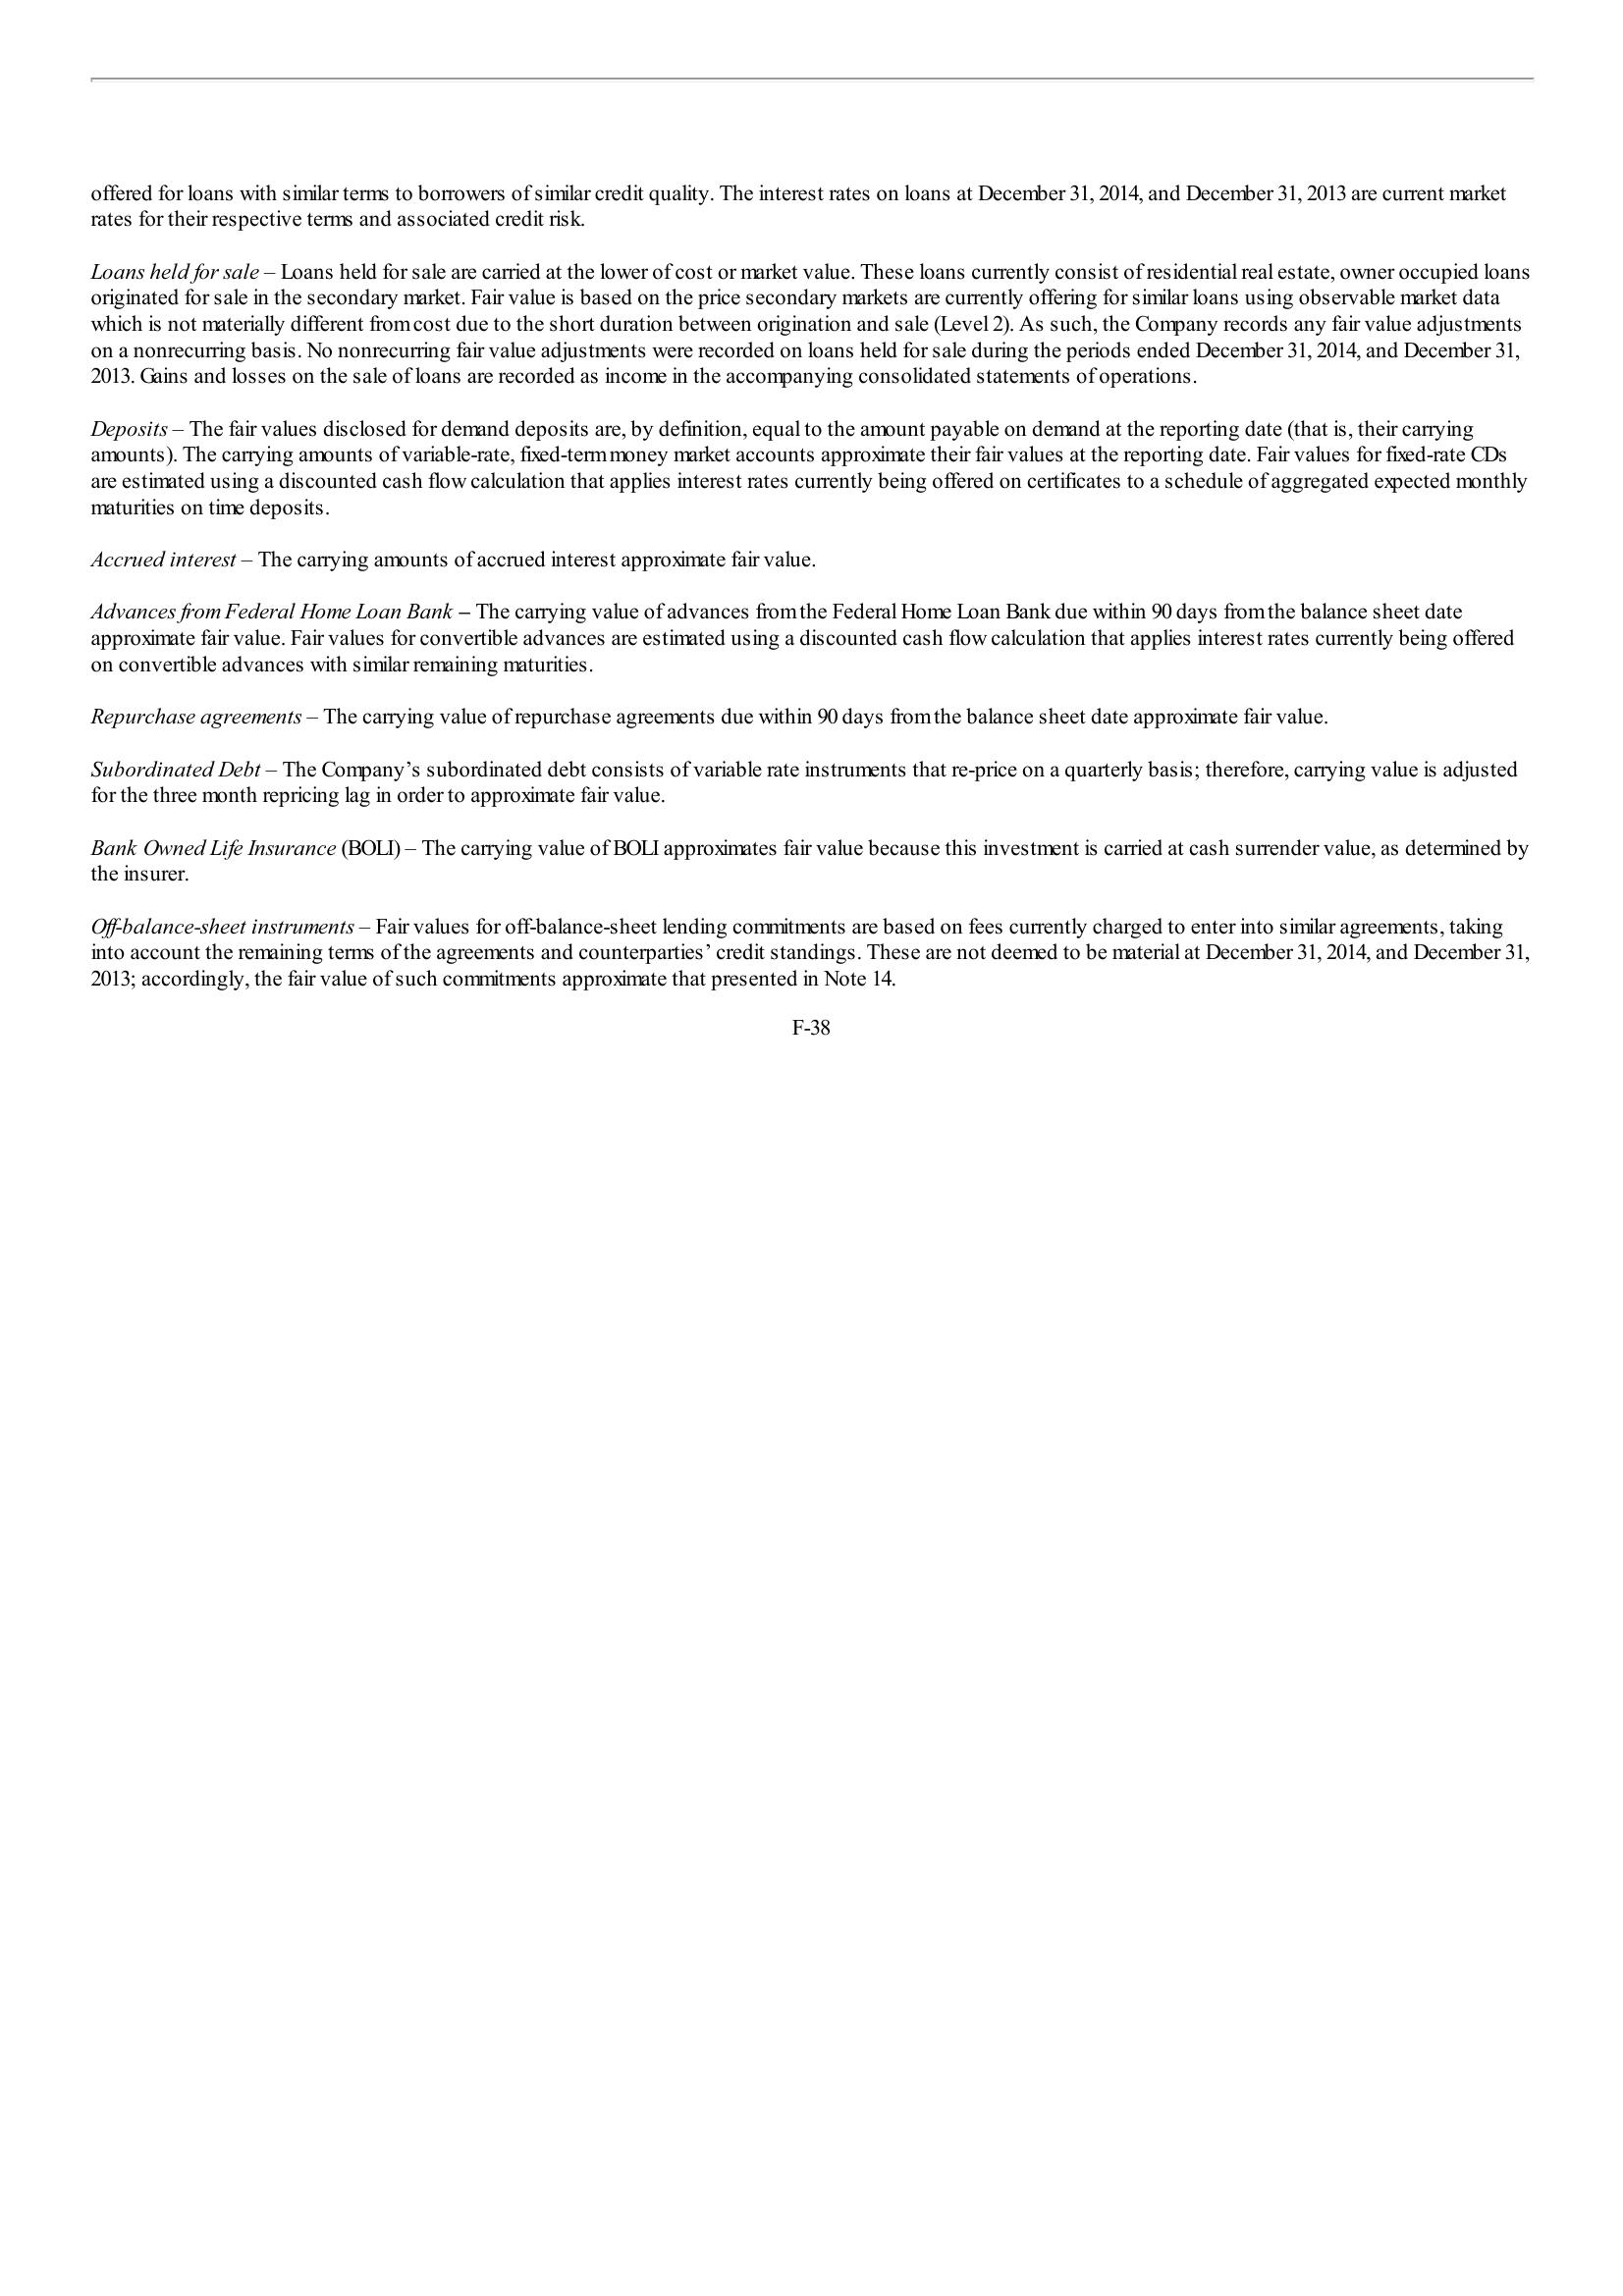 offered for loans with similar terms to borrowers of similar credit quality. The interest rates on loans at December 31, 2014, and December 31, 2013 are current market
rates for their respective terms and associated credit risk.
Loans held for sale – Loans held for sale are carried at the lower of cost or market value. These loans currently consist of residential real estate, owner occupied loans
originated for sale in the secondary market. Fair value is based on the price secondary markets are currently offering for similar loans using observable market data
which is not materially different from cost due to the short duration between origination and sale (Level 2). As such, the Company records any fair value adjustments
on a nonrecurring basis. No nonrecurring fair value adjustments were recorded on loans held for sale during the periods ended December 31, 2014, and December 31,
2013. Gains and losses on the sale of loans are recorded as income in the accompanying consolidated statements of operations.
Deposits – The fair values disclosed for demand deposits are, by definition, equal to the amount payable on demand at the reporting date (that is, their carrying
amounts). The carrying amounts of variable-rate, fixed-term money market accounts approximate their fair values at the reporting date. Fair values for fixed-rate CDs
are estimated using a discounted cash flow calculation that applies interest rates currently being offered on certificates to a schedule of aggregated expected monthly
maturities on time deposits.
Accrued interest – The carrying amounts of accrued interest approximate fair value.
Advances from Federal Home Loan Bank – The carrying value of advances from the Federal Home Loan Bank due within 90 days from the balance sheet date
approximate fair value. Fair values for convertible advances are estimated using a discounted cash flow calculation that applies interest rates currently being offered
on convertible advances with similar remaining maturities.
Repurchase agreements – The carrying value of repurchase agreements due within 90 days from the balance sheet date approximate fair value.
Subordinated Debt – The Company’s subordinated debt consists of variable rate instruments that re-price on a quarterly basis; therefore, carrying value is adjusted
for the three month repricing lag in order to approximate fair value.
Bank Owned Life Insurance (BOLI) – The carrying value of BOLI approximates fair value because this investment is carried at cash surrender value, as determined by
the insurer.
Off-balance-sheet instruments – Fair values for off-balance-sheet lending commitments are based on fees currently charged to enter into similar agreements, taking
into account the remaining terms of the agreements and counterparties’ credit standings. These are not deemed to be material at December 31, 2014, and December 31,
2013; accordingly, the fair value of such commitments approximate that presented in Note 14.
F-38